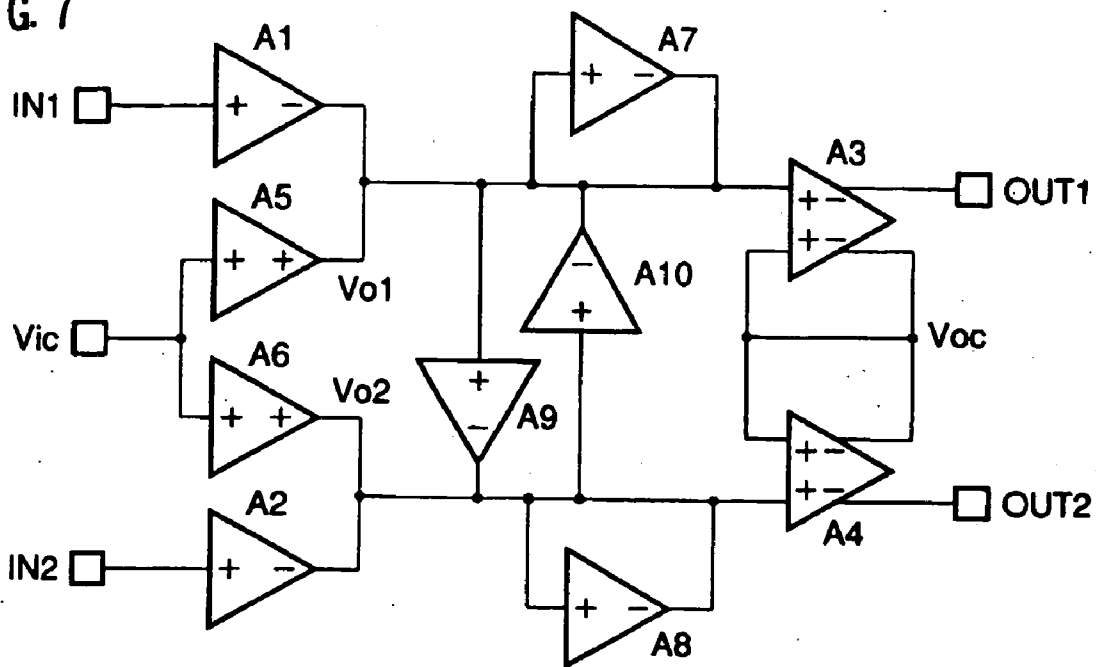 G. 7
A1
A7
IN1
+ -
+ -
A3
A5
+ -
+ -
OUT1
+ +
Vo1
-
+
A10
Vic
A6
Vo2
Voc
+ +
+
-
A9
A2
+ -
+ -
OUT2
IN2
+ -
A4
+ -
A8